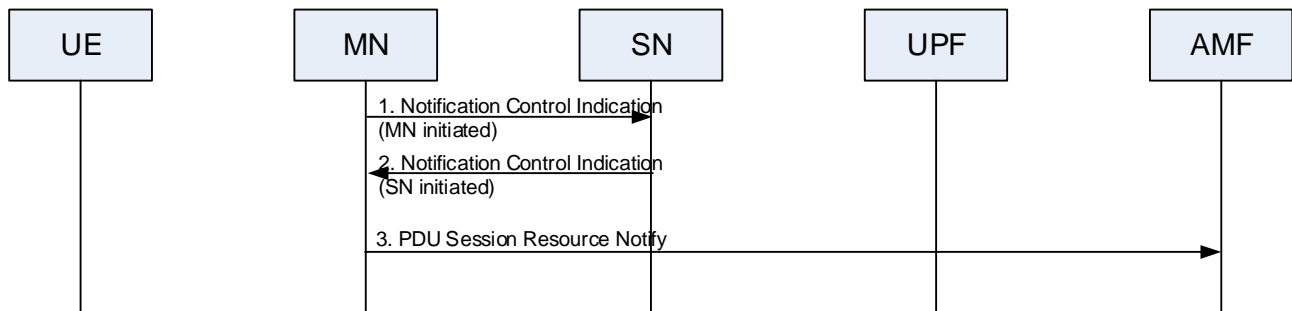 UE
MN
SN
UPF
AMF
1. Notification Control Indication
(MN initiated)
2. Notification Control Indication
(SN initiated)
3. PDU Session Resource Notify